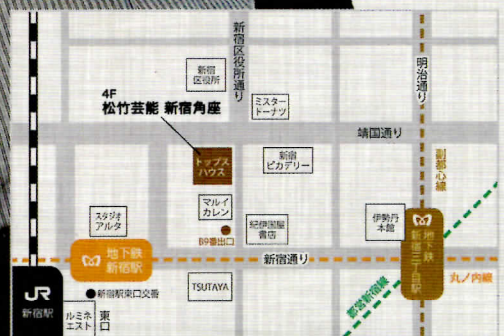 新宿区役所通り
明治通り
新宿
区役所
4F
松竹芸能 新宿角座
ミスター
ドーナツ
靖国通り
トップス
ハウス
新宿
ピカデリー
副都心線
マルイ
カレン
スタジオ
アルタ
B9番出口
紀伊國屋
書店
伊勢丹
本館
地下鉄
新宿駅
地下鉄
新宿三丁目駅
新宿通り
丸ノ内線
JR
新宿駅
●新宿駅東口交番
TSUTAYA
都営新宿線
ルミネ
エスト
東口